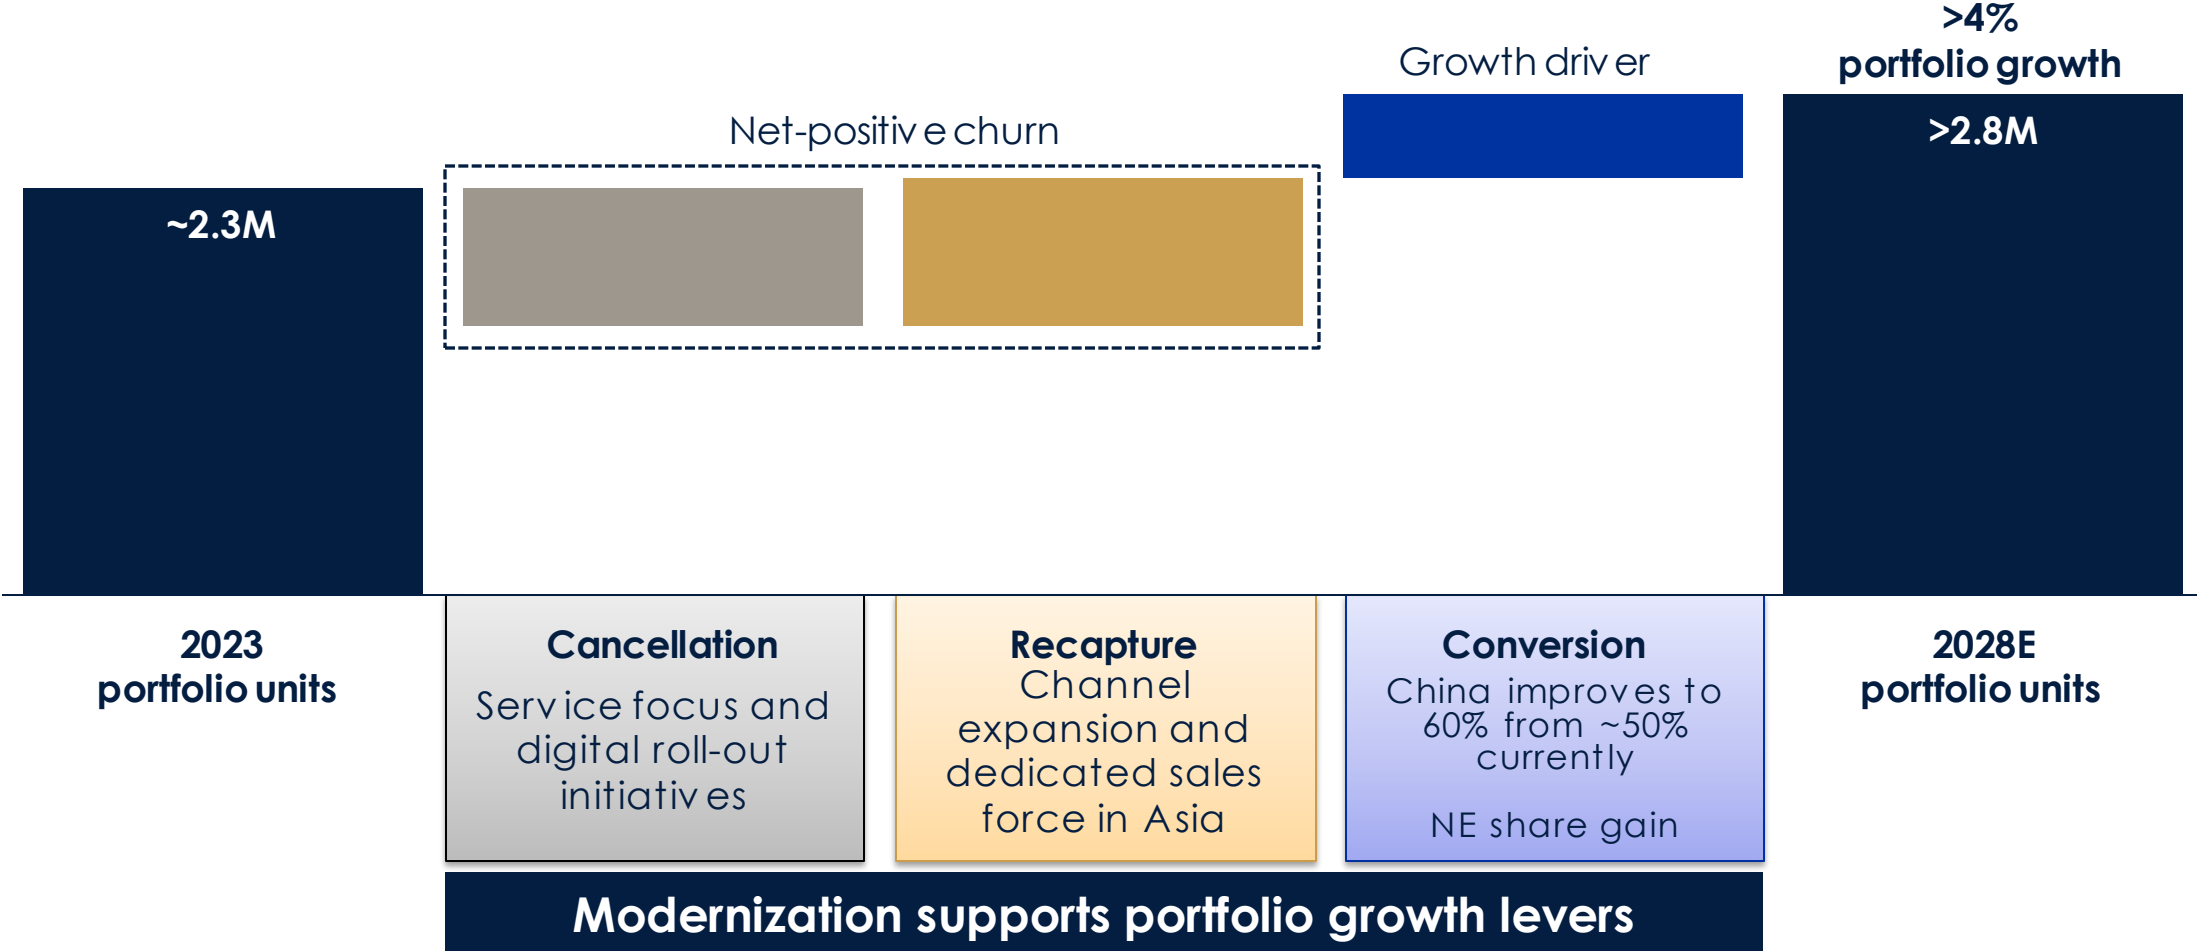 >4%
portfolio growth
Growth driver
Net-positive churn
~2.3M
>2.8M
2023
portfolio units
Cancellation
Service focus and
digital roll-out
initiatives
Recapture
Channel
expansion and
dedicated sales
force in Asia
Conversion
China improves to
60% from ~50%
currently
NE share gain
2028E
portfolio units
Modernization supports portfolio growth levers